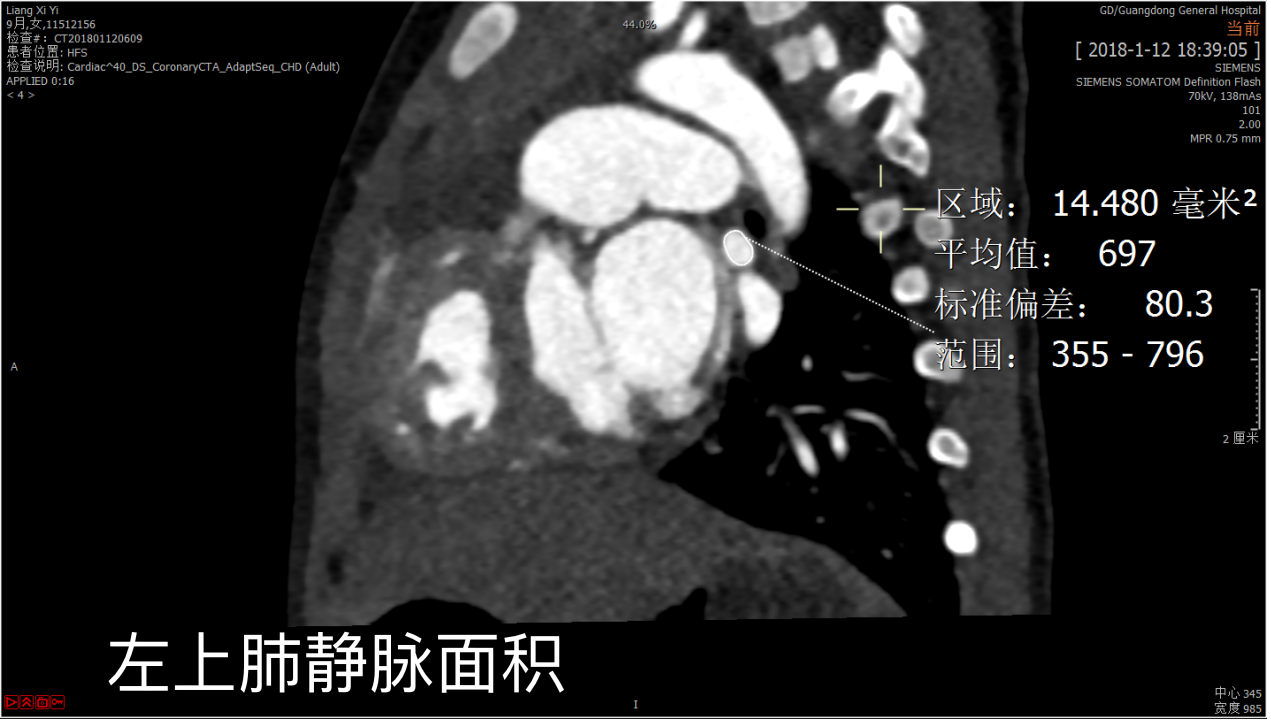 Liang Xi Yi
9月,女,11512156
检查#: CT201801120609
患者位置: HFS
检查说明: Cardiac^40_DS_CoronaryCTA_AdaptSeq_CHD (Adult)
APPLIED 0:16
< 4 >
44.0%
GD/Guangdong General Hospital
当前
[ 2018-1-12 18:39:05 ]
SIEMENS
SIEMENS SOMATOM Definition Flash
70kV, 138mAs
101
2.00
MPR 0.75 mm
区域: 14.480 毫米²
平均值: 697
标准偏差: 80.3
范围: 355 - 796
A
2 厘米
左上肺静脉面积
I
中心 345
宽度 985